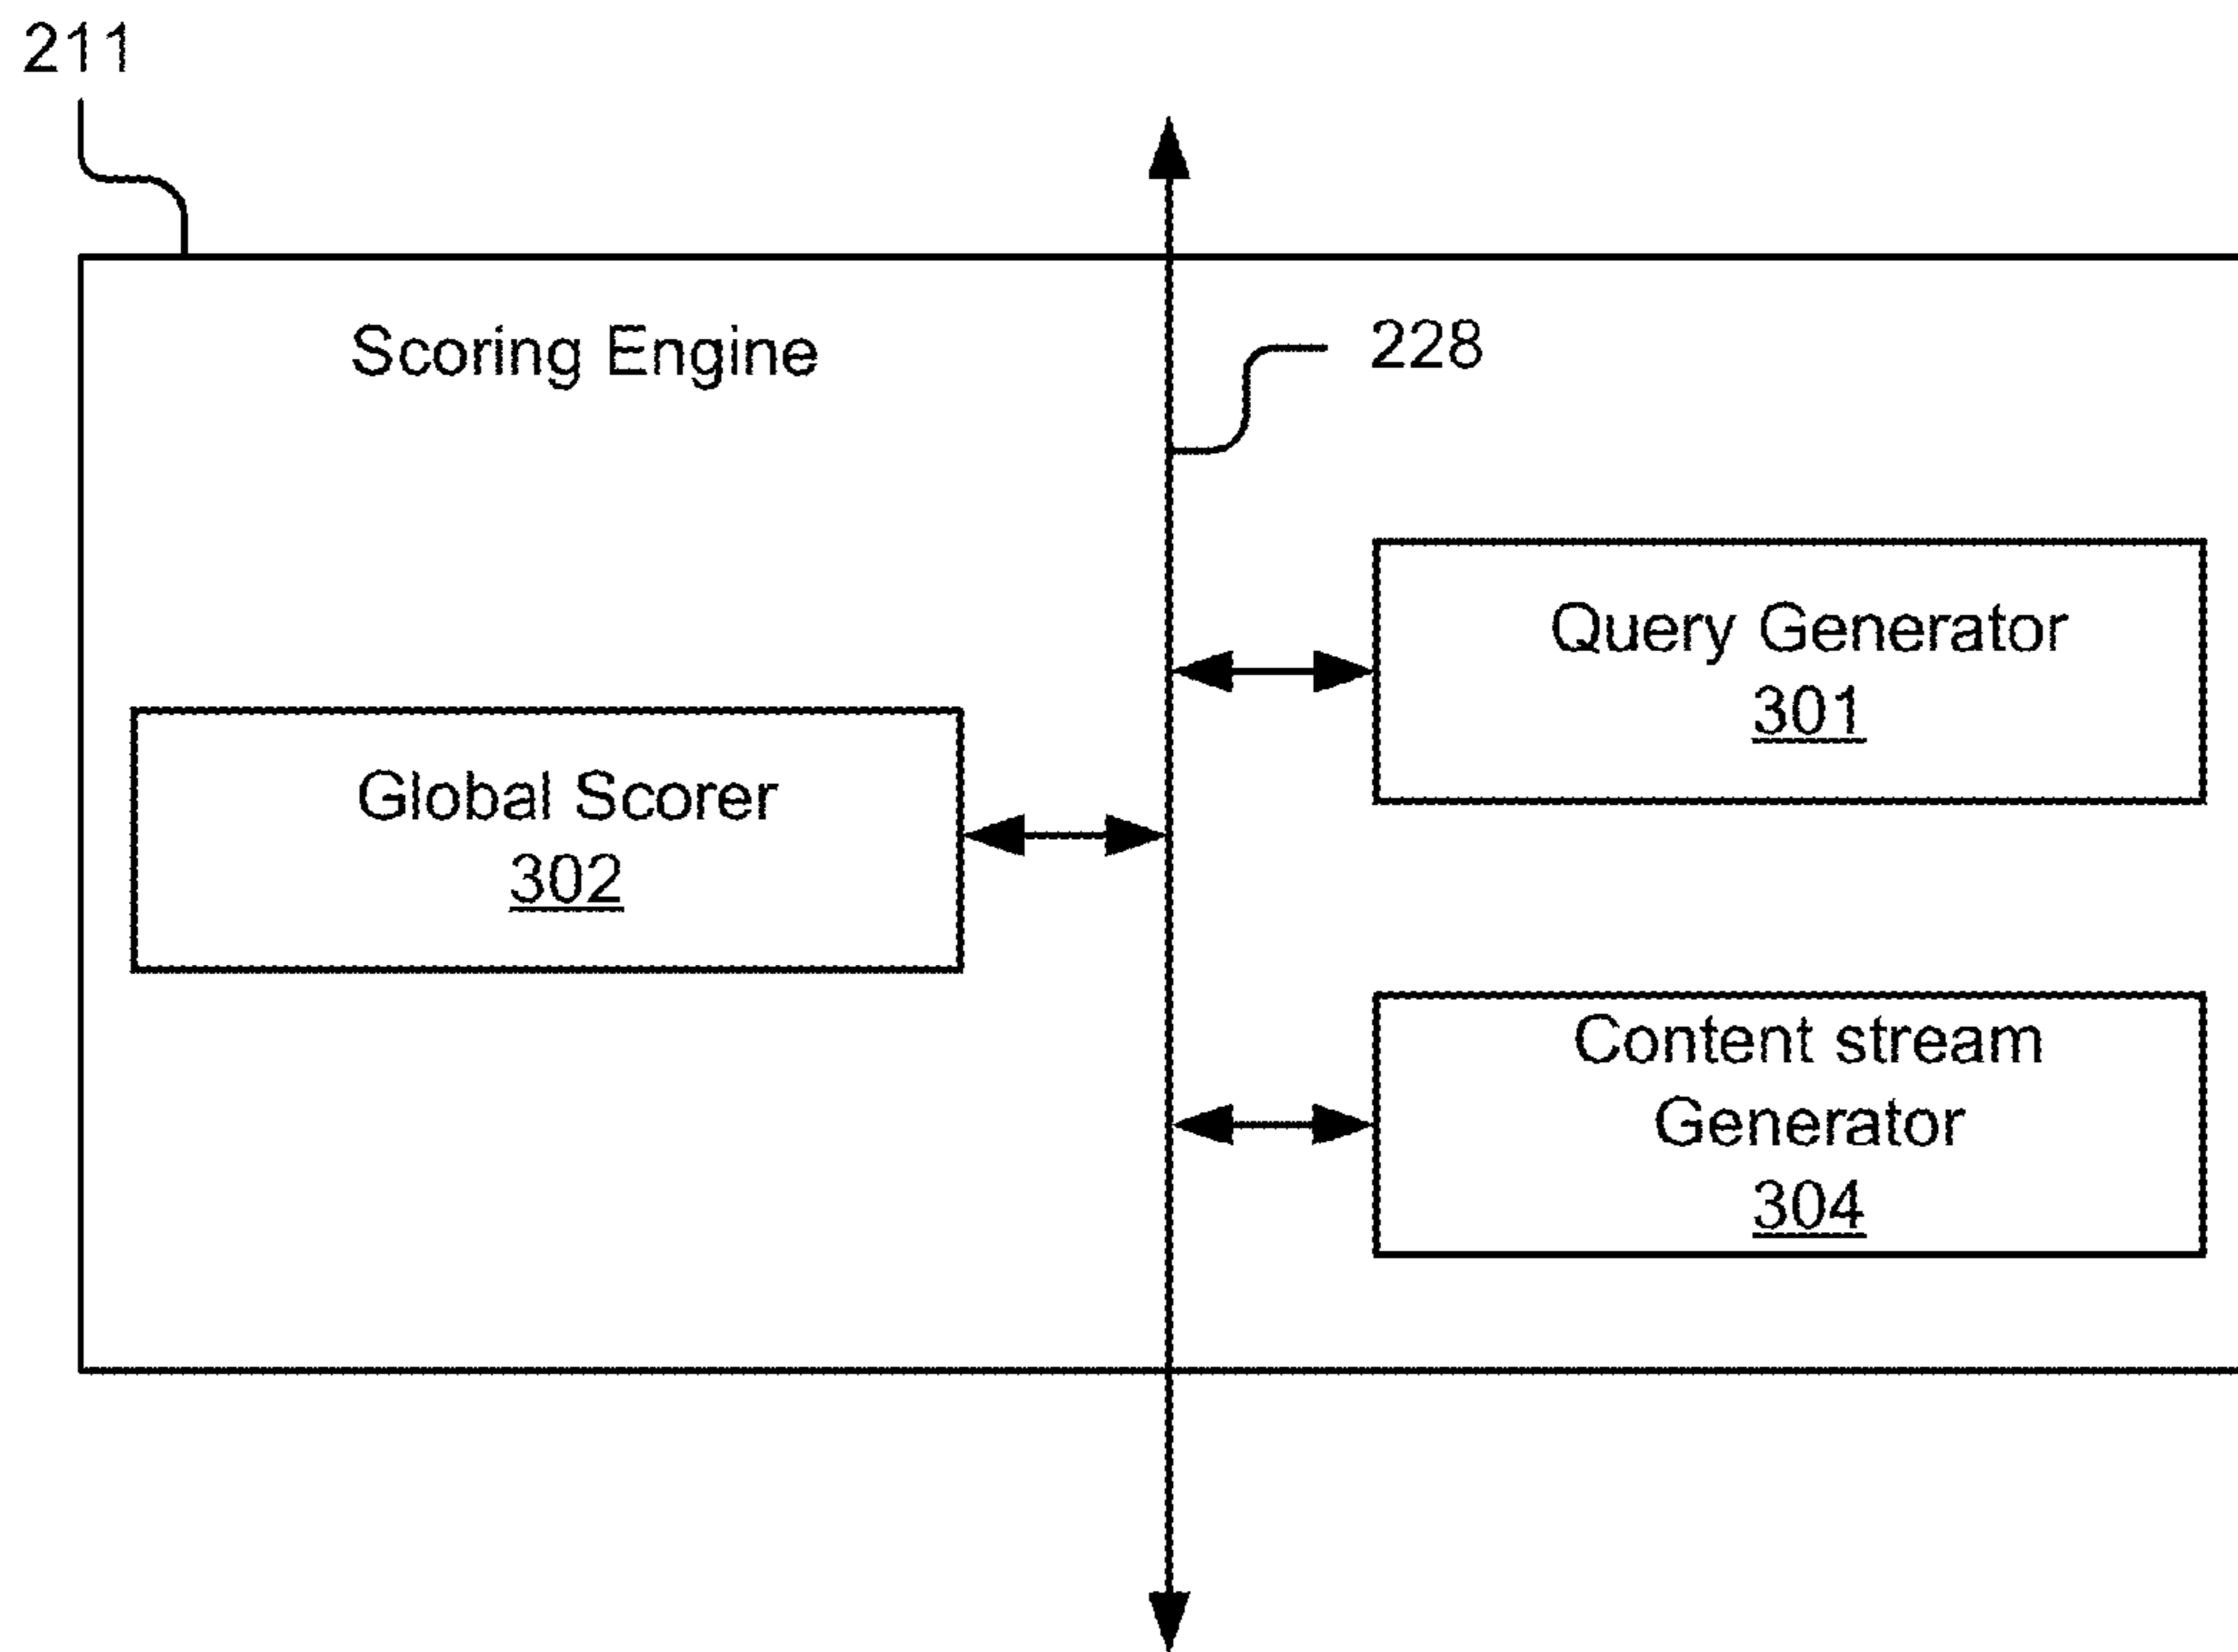 211
Scoring Engine
228
Query Generator
301
Global Scorer
302
Content stream
Generator
304